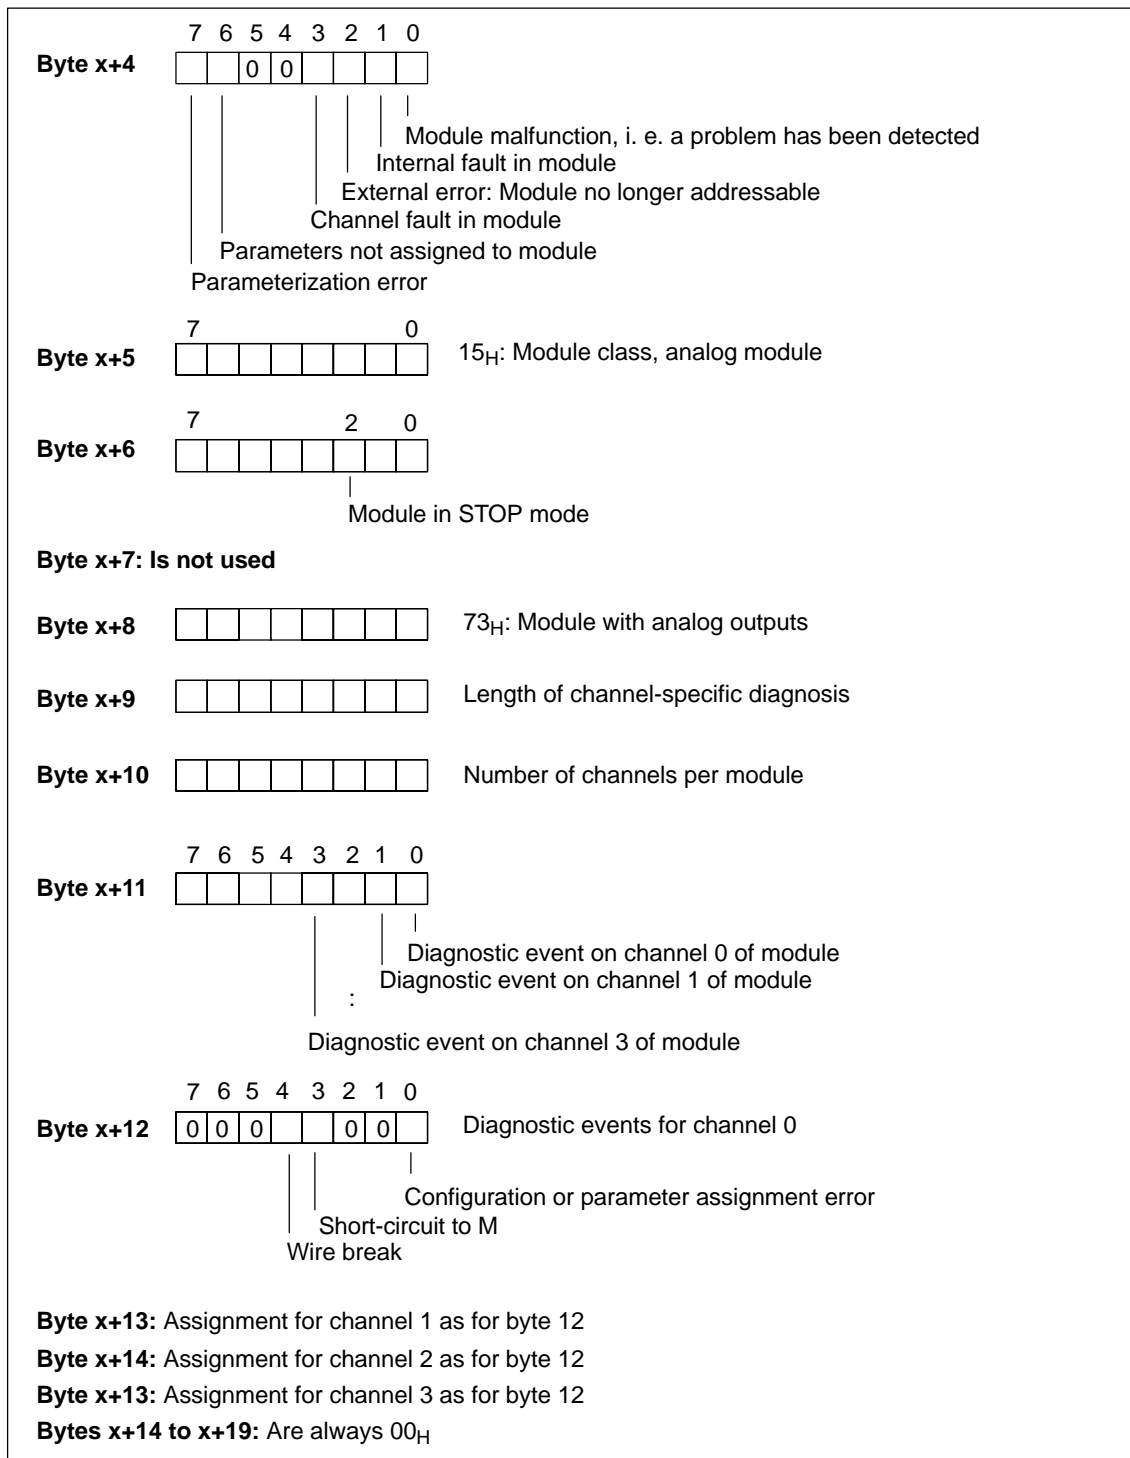 7 6 5 4 3 2 1 0
Byte x+4 0 0
Module malfunction, i. e. a problem has been detected
Internal fault in module
External error: Module no longer addressable
Channel fault in module
Parameters not assigned to module
Parameterization error
7 0
Byte x+5 15H: Module class, analog module
7 2 0
Byte x+6
Module in STOP mode
Byte x+7: Is not used
Byte x+8 73H: Module with analog outputs
Byte x+9 Length of channel-specific diagnosis
Byte x+10 Number of channels per module
7 6 5 4 3 2 1 0
Byte x+11
Diagnostic event on channel 0 of module
Diagnostic event on channel 1 of module
:
Diagnostic event on channel 3 of module
7 6 5 4 3 2 1 0
Byte x+12 0 0 0 0 0 Diagnostic events for channel 0
Configuration or parameter assignment error
Short-circuit to M
Wire break
Byte x+13: Assignment for channel 1 as for byte 12
Byte x+14: Assignment for channel 2 as for byte 12
Byte x+13: Assignment for channel 3 as for byte 12
Bytes x+14 to x+19: Are always 00H